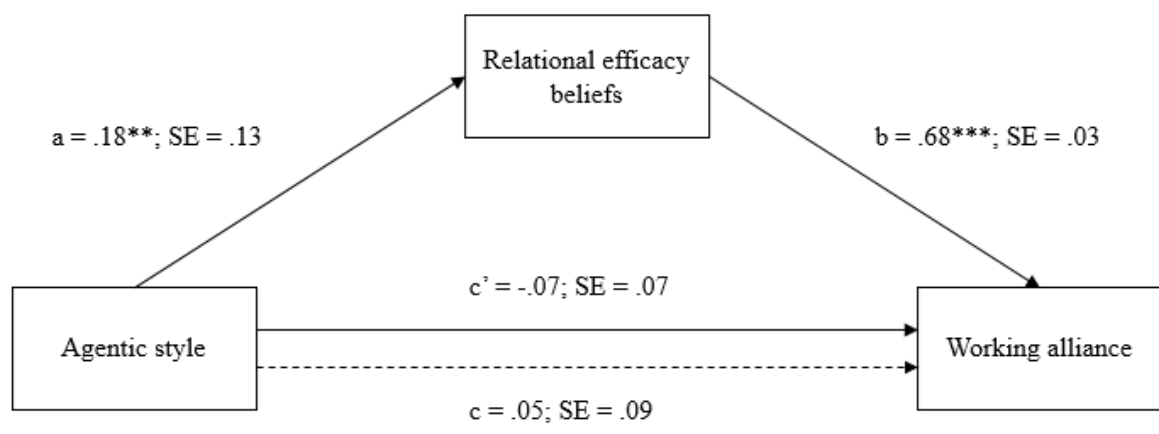 Relational efficacy
beliefs
a = .18**; SE = .13
b = .68***; SE = .03
c’ = -.07; SE = .07
Agentic style
Working alliance
c = .05; SE = .09